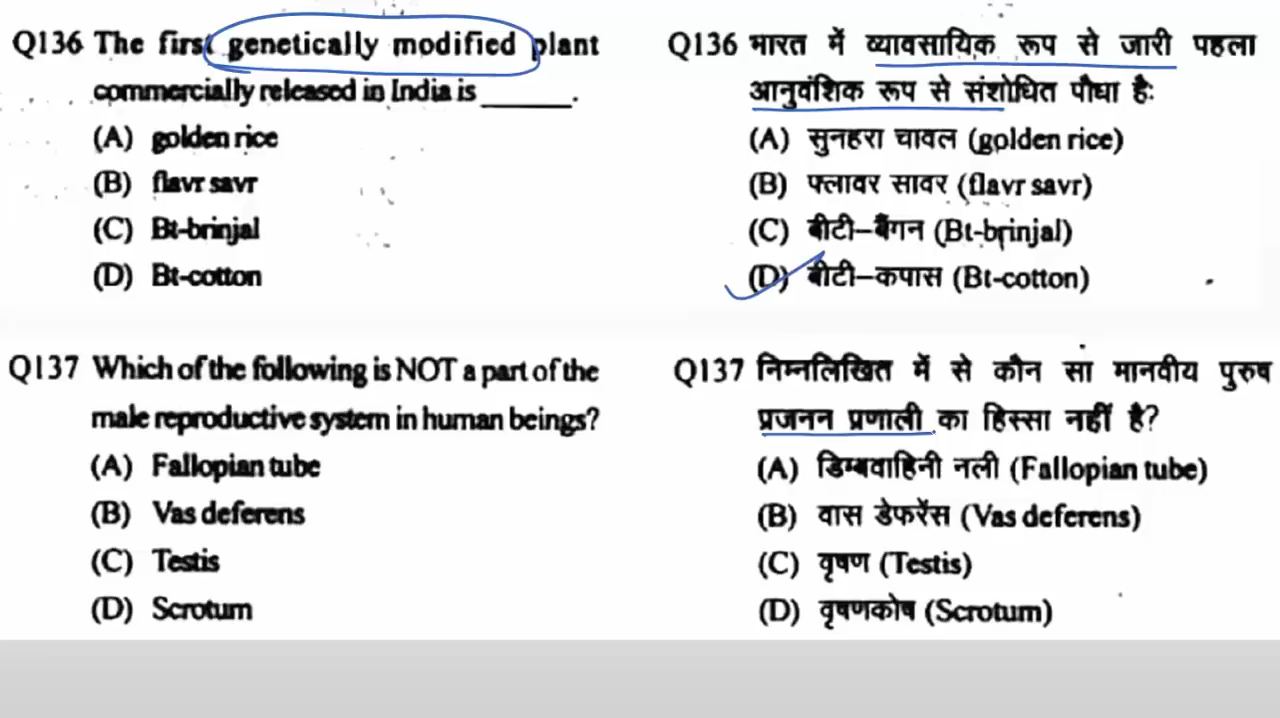 Q136 The first genetically modified plant
commercially released in India is ______.
(A) golden rice
(B) flavr savr
(C) Bt-brinjal
(D) Bt-cotton
Q136 भारत में व्यावसायिक रूप से जारी पहला
आनुवंशिक रूप से संशोधित पौधा है:
(A) सुनहरा चावल (golden rice)
(B) फ्लावर सावर (flavr savr)
(C) बीटी–बैंगन (Bt-brinjal)
(D) बीटी–कपास (Bt-cotton)
Q137 Which of the following is NOT a part of the
male reproductive system in human beings?
(A) Fallopian tube
(B) Vas deferens
(C) Testis
(D) Scrotum
Q137 निम्नलिखित में से कौन सा मानवीय पुरुष
प्रजनन प्रणाली का हिस्सा नहीं है?
(A) डिम्बवाहिनी नली (Fallopian tube)
(B) वास डेफरेंस (Vas deferens)
(C) वृषण (Testis)
(D) वृषणकोष (Scrotum)